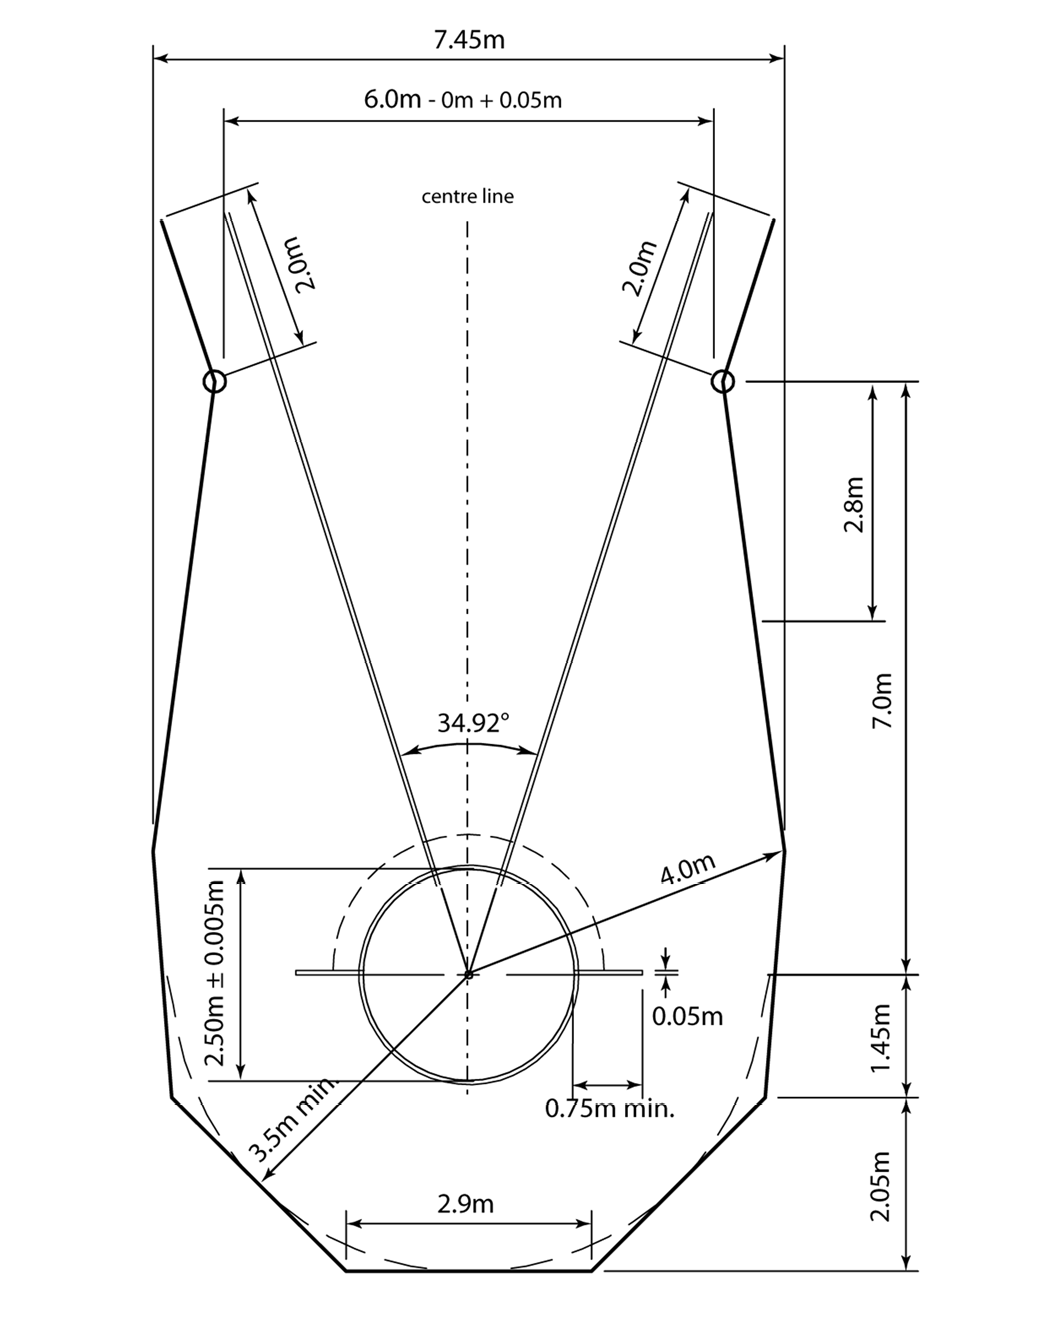 7.45m
6.0m - 0m + 0.05m
centre line
2.0m
2.0m
2.8m
7.0m
34.92°
4.0m
2.50m ± 0.005m
0.05m
1.45m
0.75m min.
3.5m min.
2.05m
2.9m